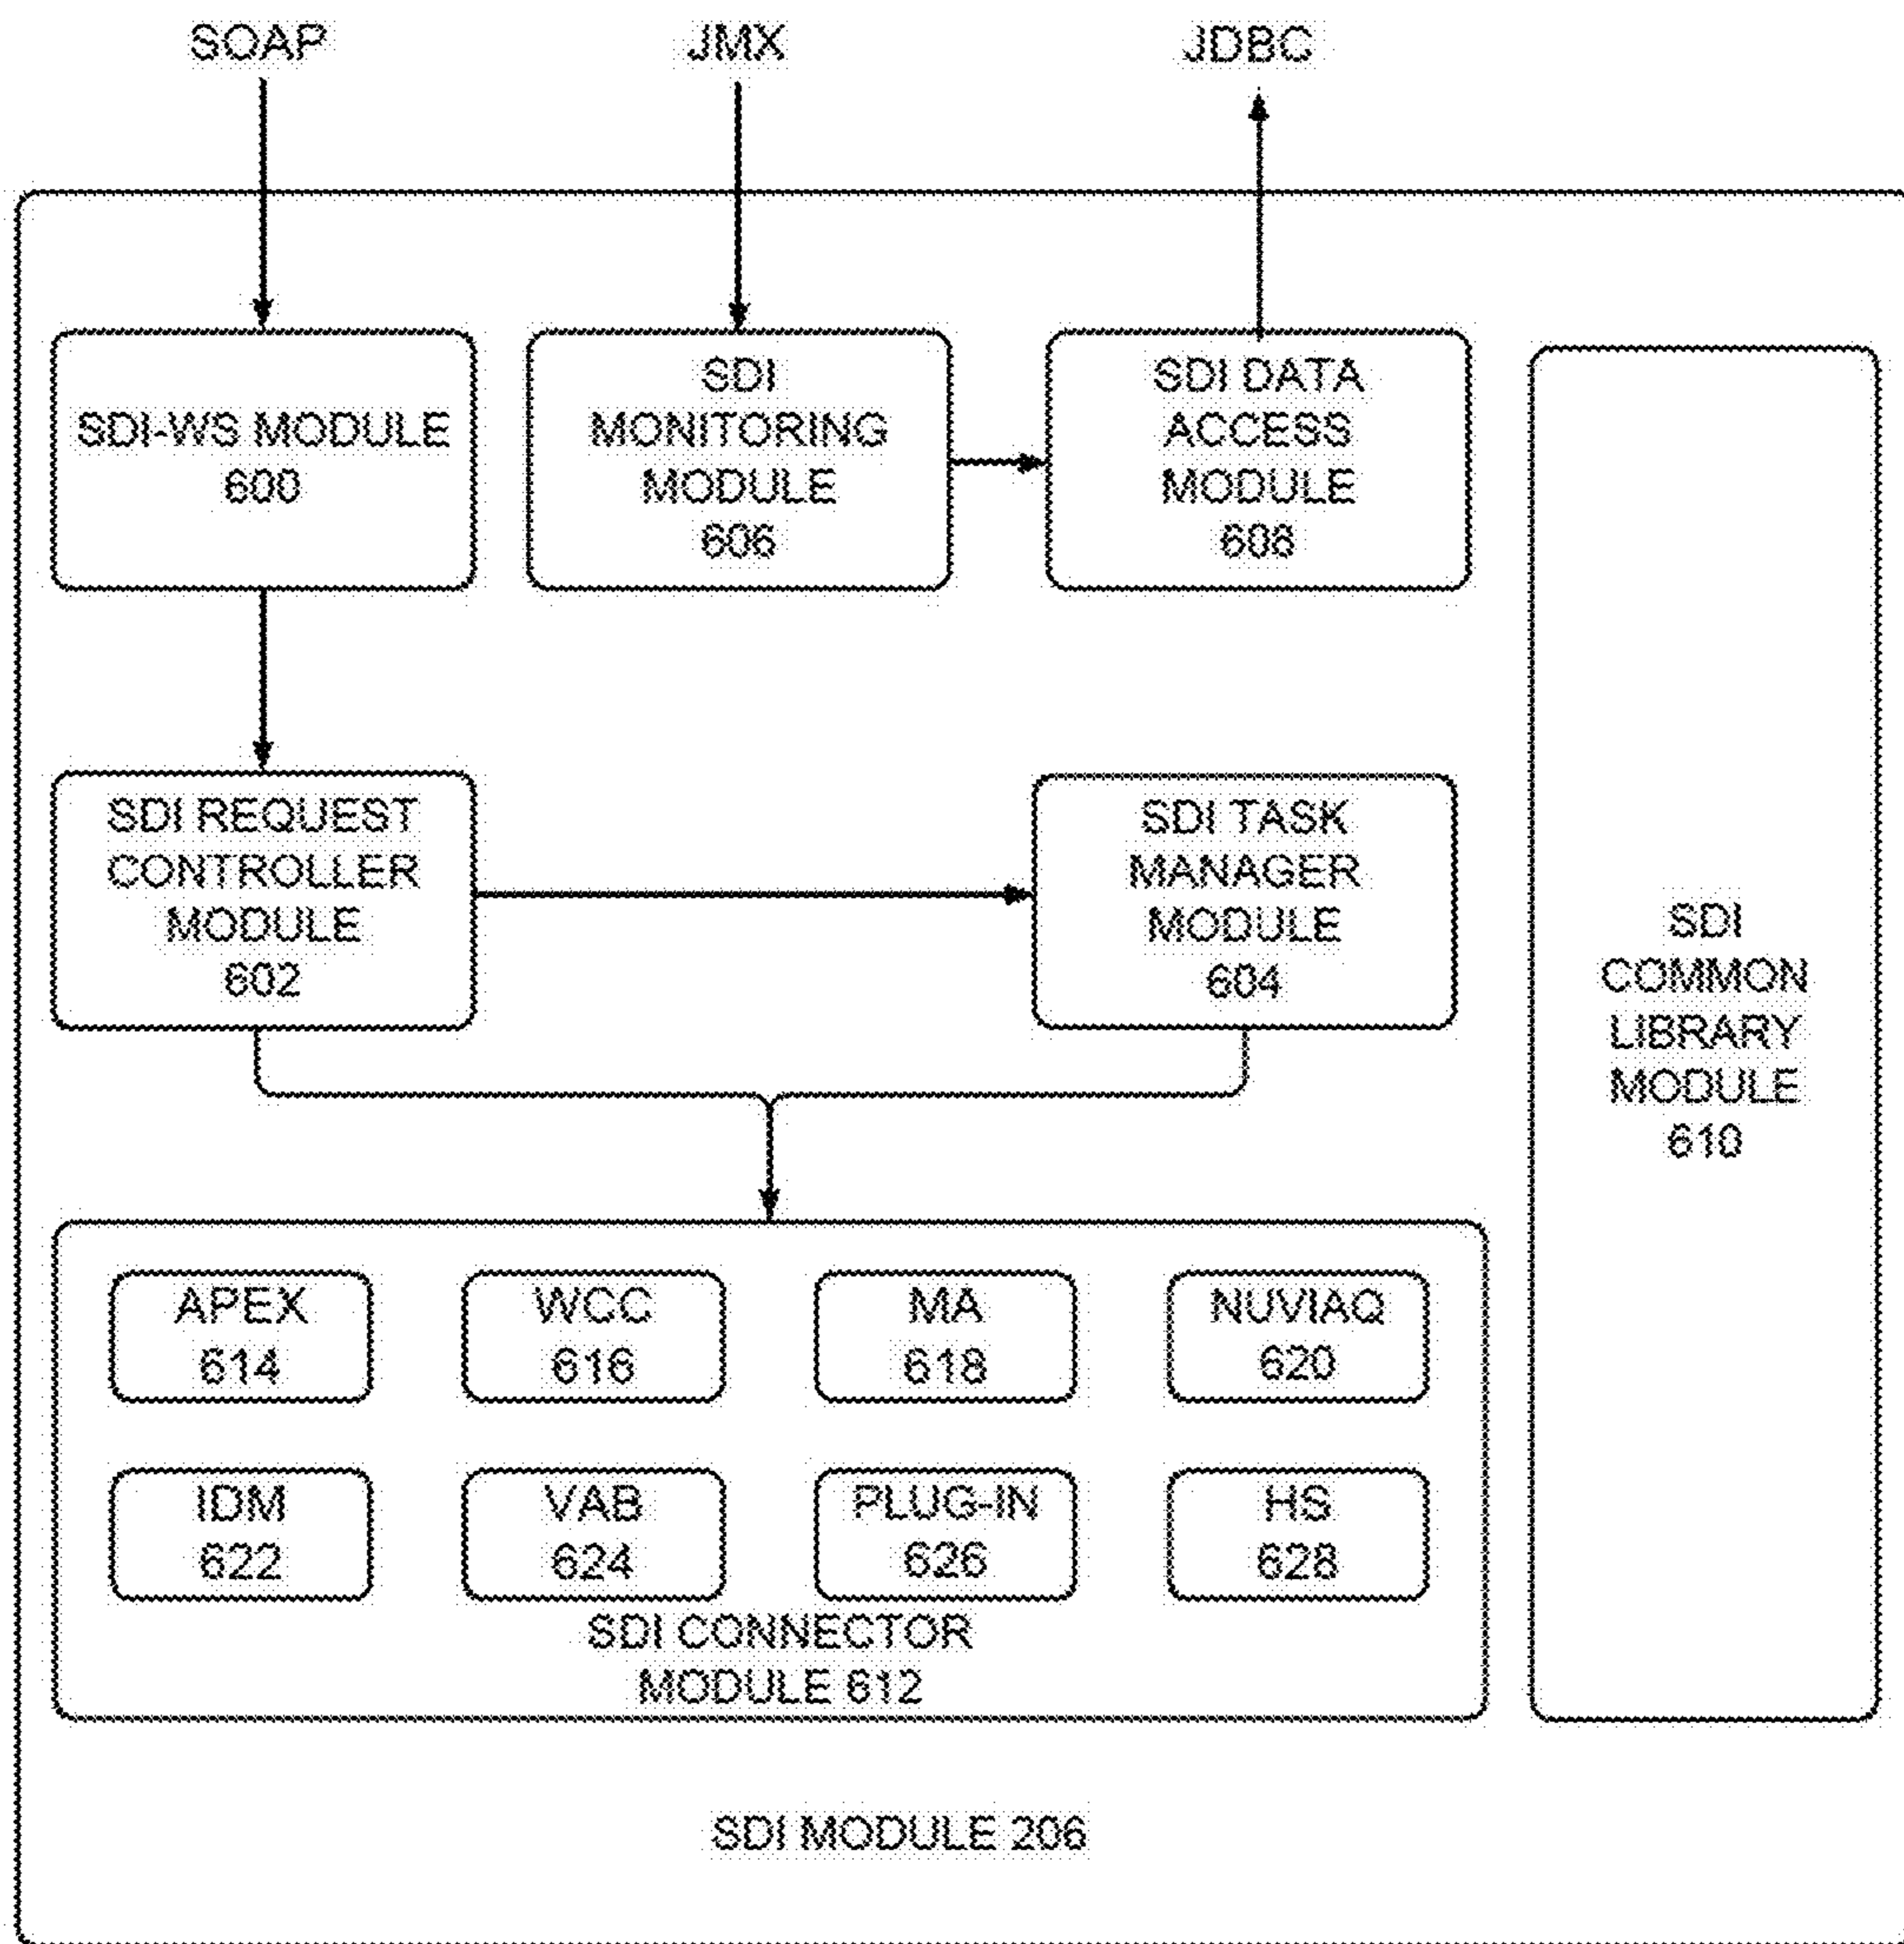 SOAP
JMX
JDBC
SDI-WS MODULE
600
SDI
MONITORING
MODULE
606
SDI DATA
ACCESS
MODULE
608
SDI REQUEST
CONTROLLER
MODULE
602
SDI TASK
MANAGER
MODULE
604
SDI
COMMON
LIBRARY
MODULE
610
APEX
614
WCC
616
MA
618
NUVIAQ
620
IDM
622
VAB
624
PLUG-IN
626
HS
628
SDI CONNECTOR
MODULE 612
SDI MODULE 206